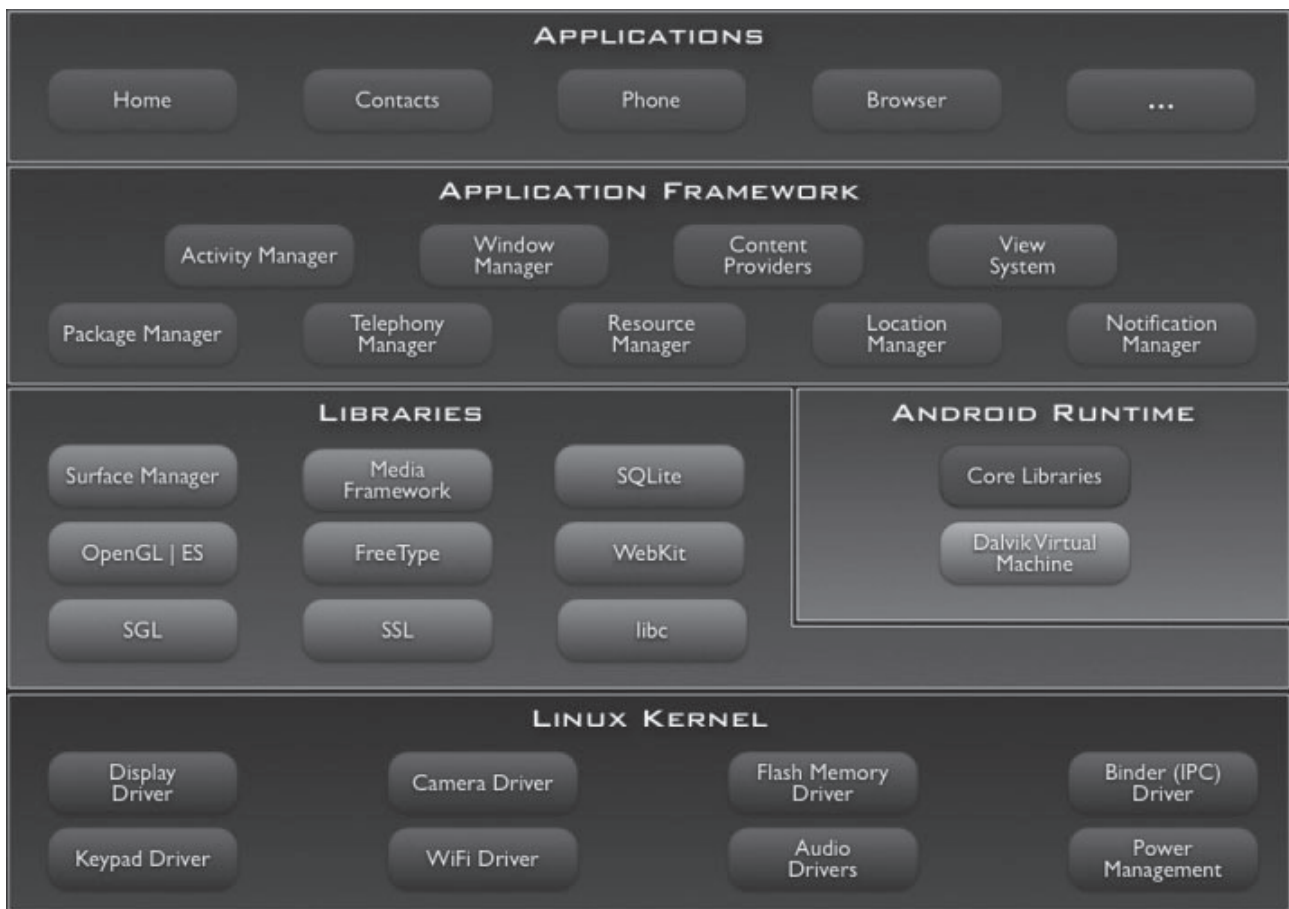 APPLICATIONS
Home
Contacts
Phone
Browser
...
APPLICATION FRAMEWORK
Activity Manager
Window
Manager
Content
Providers
View
System
Package Manager
Telephony
Manager
Resource
Manager
Location
Manager
Notification
Manager
LIBRARIES
Surface Manager
Media
Framework
SQLite
OpenGL | ES
FreeType
WebKit
SGL
SSL
libc
ANDROID RUNTIME
Core Libraries
Dalvik Virtual
Machine
LINUX KERNEL
Display
Driver
Camera Driver
Flash Memory
Driver
Binder (IPC)
Driver
Keypad Driver
WiFi Driver
Audio
Drivers
Power
Management